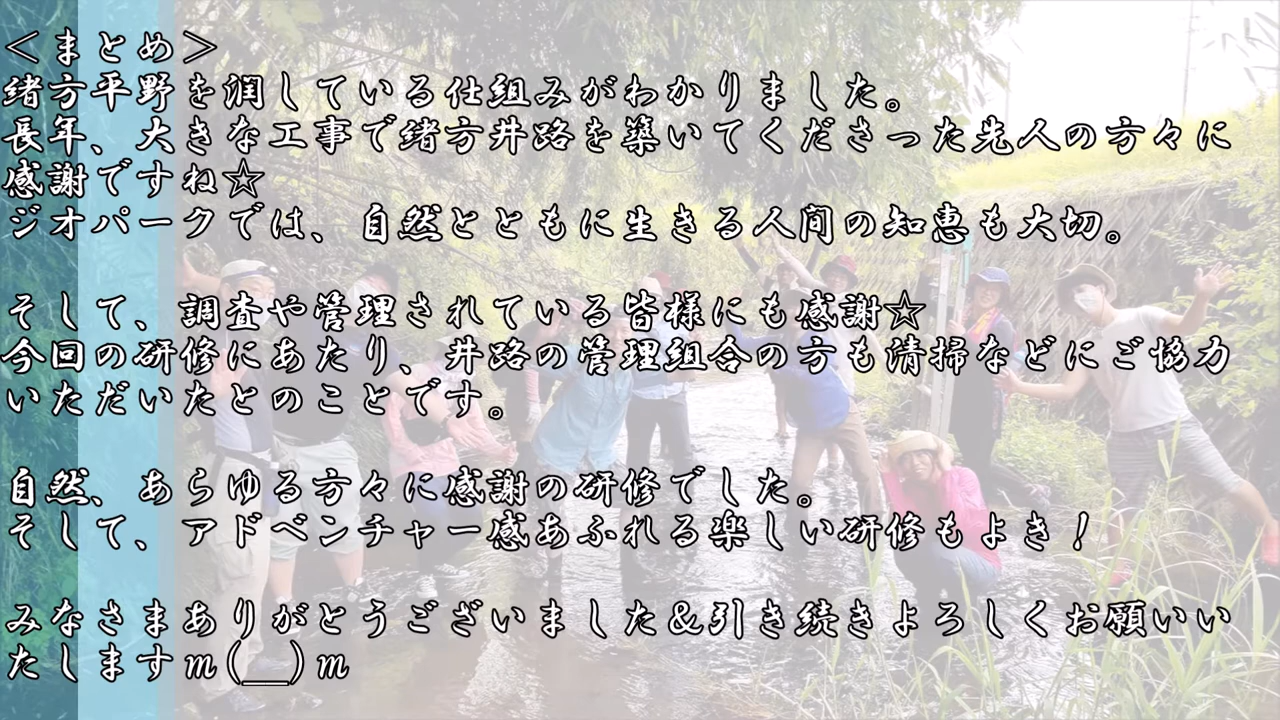 ＜まとめ＞
緒方平野を潤している仕組みがわかりました。
長年、大きな工事で緒方井路を築いてくださった先人の方々に
感謝ですね☆
ジオパークでは、自然とともに生きる人間の知恵も大切。
そして、調査や管理されている皆様にも感謝☆
今回の研修にあたり、井路の管理組合の方も清掃などにご協力
いただいたとのことです。
自然、あらゆる方々に感謝の研修でした。
そして、アドベンチャー感あふれる楽しい研修もよき！
みなさまありがとうございました＆引き続きよろしくお願いい
たしますｍ(__)ｍ